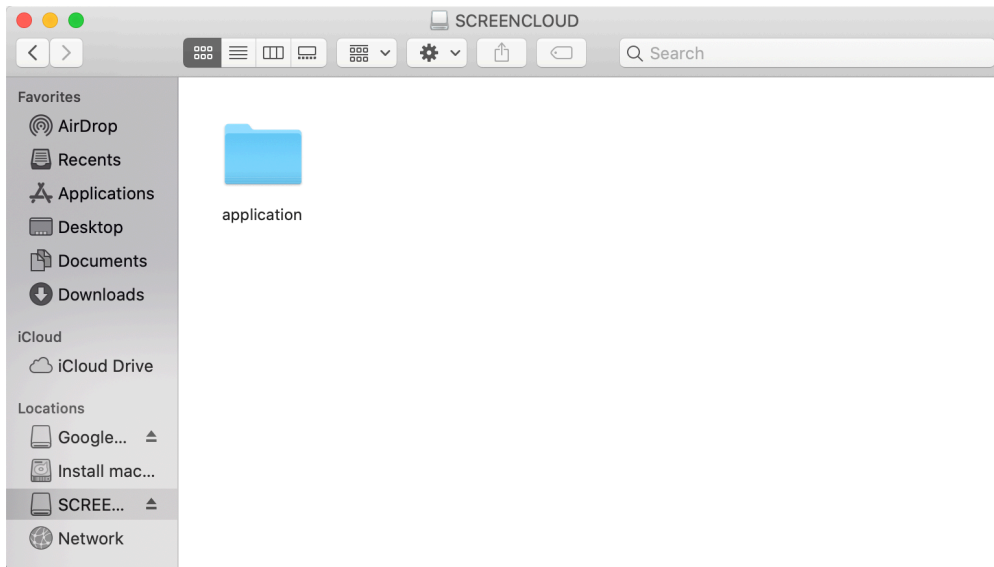 SCREENCLOUD
Search
Favorites
AirDrop
Recents
Applications
Desktop
Documents
Downloads
iCloud
iCloud Drive
Locations
Google...
Install mac...
SCREE...
Network
application